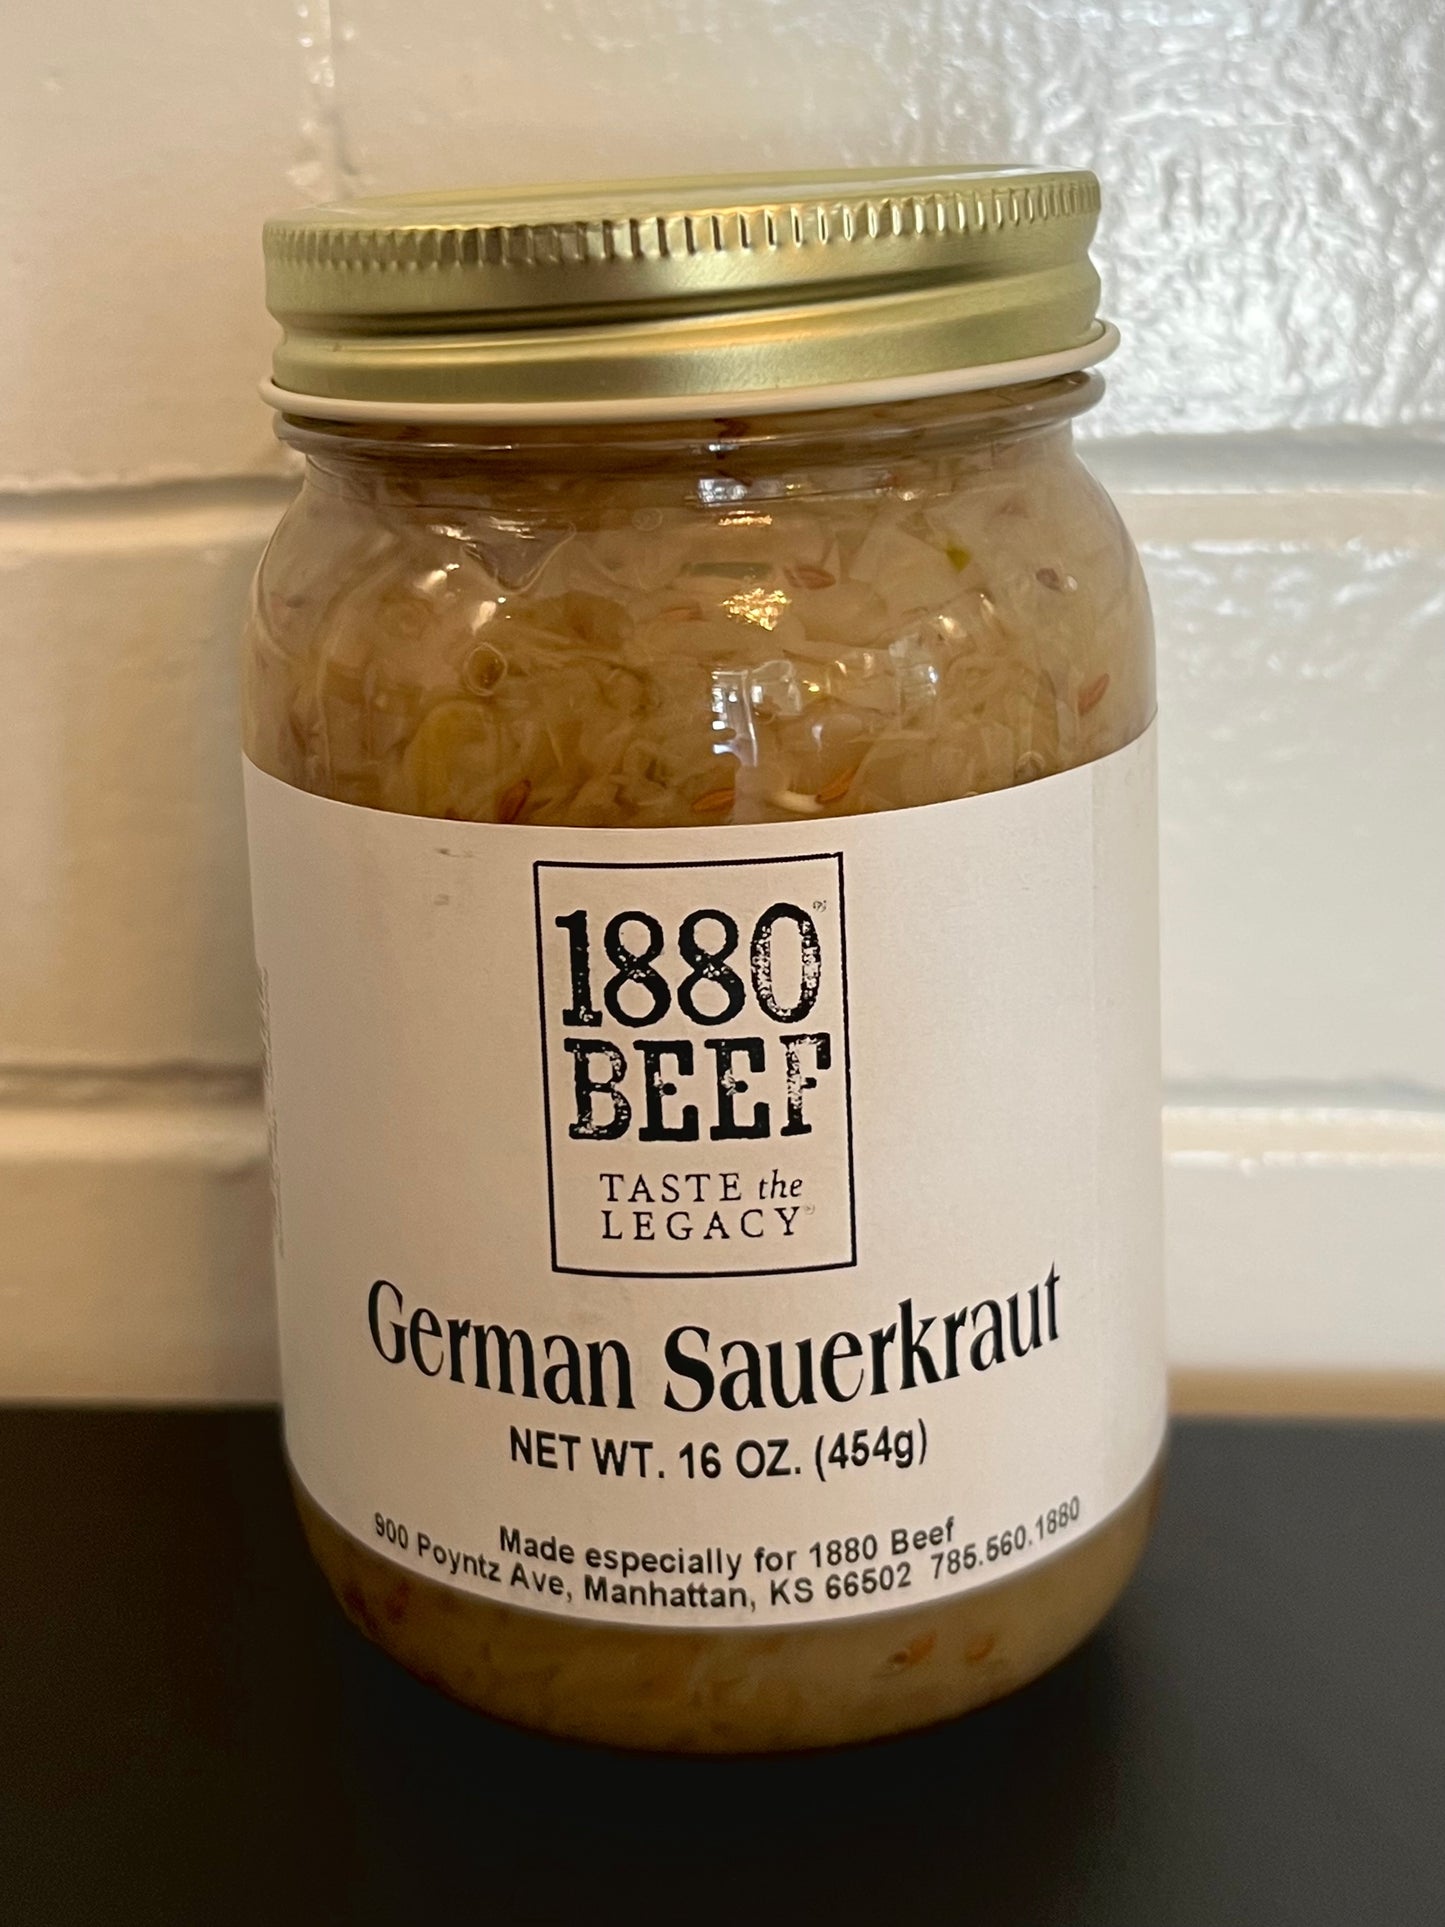 1880
BEEF
TASTE the
LEGACY
German Sauerkraut
NET WT. 16 OZ. (454g)
Made especially for 1880 Beef
900 Poyntz Ave, Manhattan, KS 66502 785.560.1880